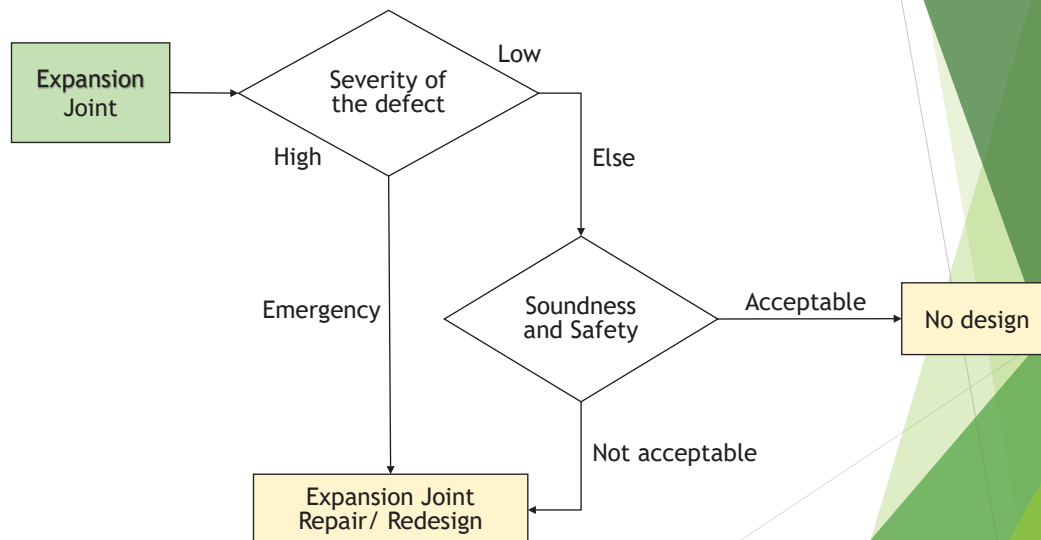 Expansion
Joint
Severity of
the defect
Low
High
Else
Emergency
Soundness
and Safety
Acceptable
No design
Not acceptable
Expansion Joint
Repair/ Redesign